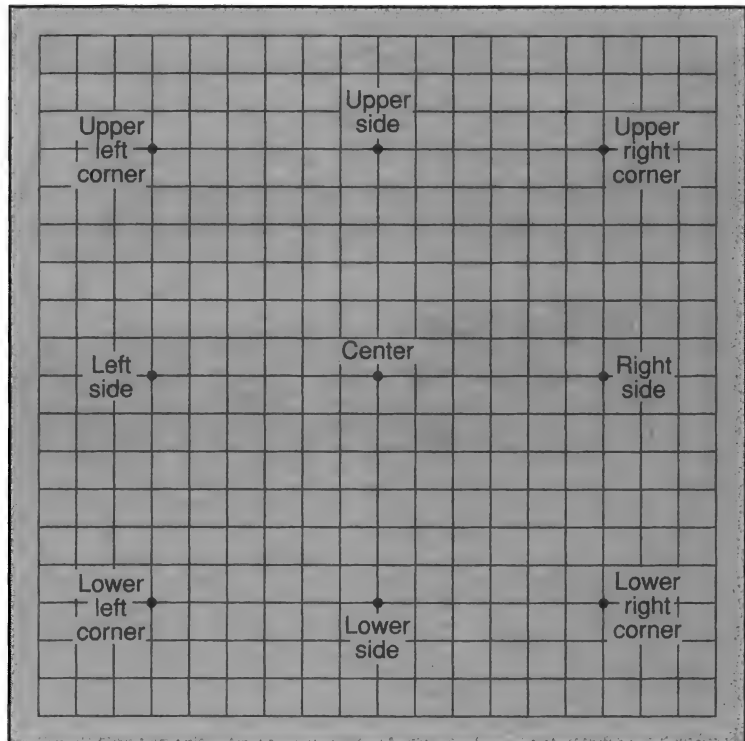 Upper
left
corner
Upper
side
Upper
right
corner
Left
side
Center
Right
side
Lower
left
corner
Lower
side
Lower
right
corner